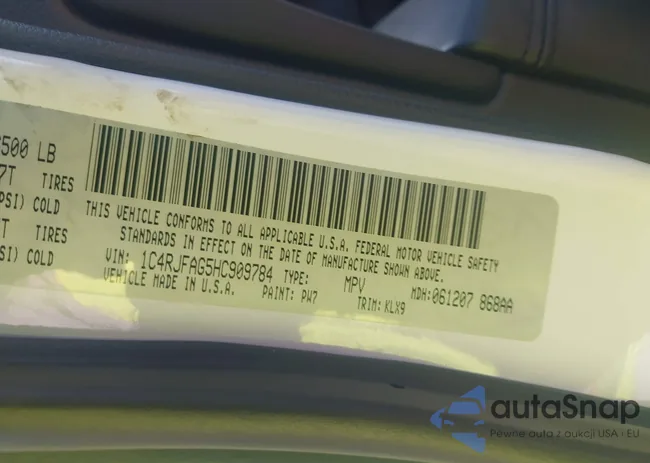 500 LB
7T TIRES
PSI) COLD
T TIRES
SI) COLD
THIS VEHICLE CONFORMS TO ALL APPLICABLE U.S.A. FEDERAL MOTOR VEHICLE SAFETY
STANDARDS IN EFFECT ON THE DATE OF MANUFACTURE SHOWN ABOVE.
VIN: 1C4RJFAG5HC909784 TYPE: MPV MDH: 061207 868AA
VEHICLE MADE IN U.S.A. PAINT: PW7 TRIM: KLX9
autaSnap
Pewne auta z aukcji USA i EU